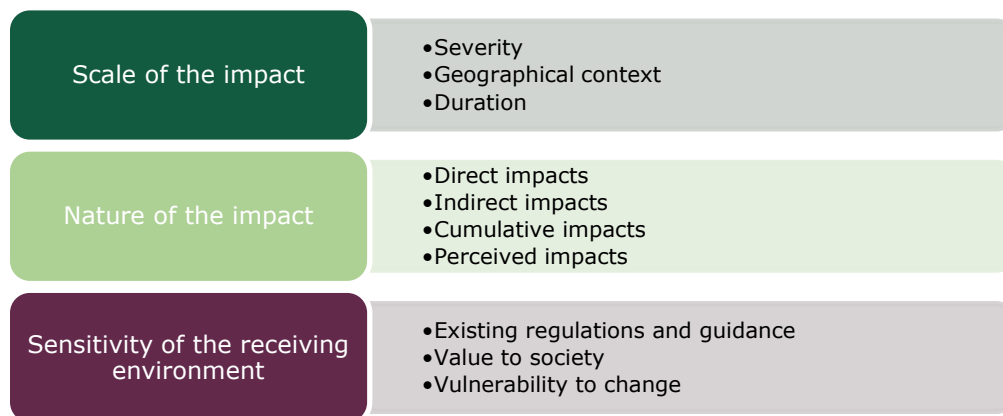 Scale of the impact
•Severity
•Geographical context
•Duration
Nature of the impact
•Direct impacts
•Indirect impacts
•Cumulative impacts
•Perceived impacts
Sensitivity of the receiving
environment
•Existing regulations and guidance
•Value to society
•Vulnerability to change